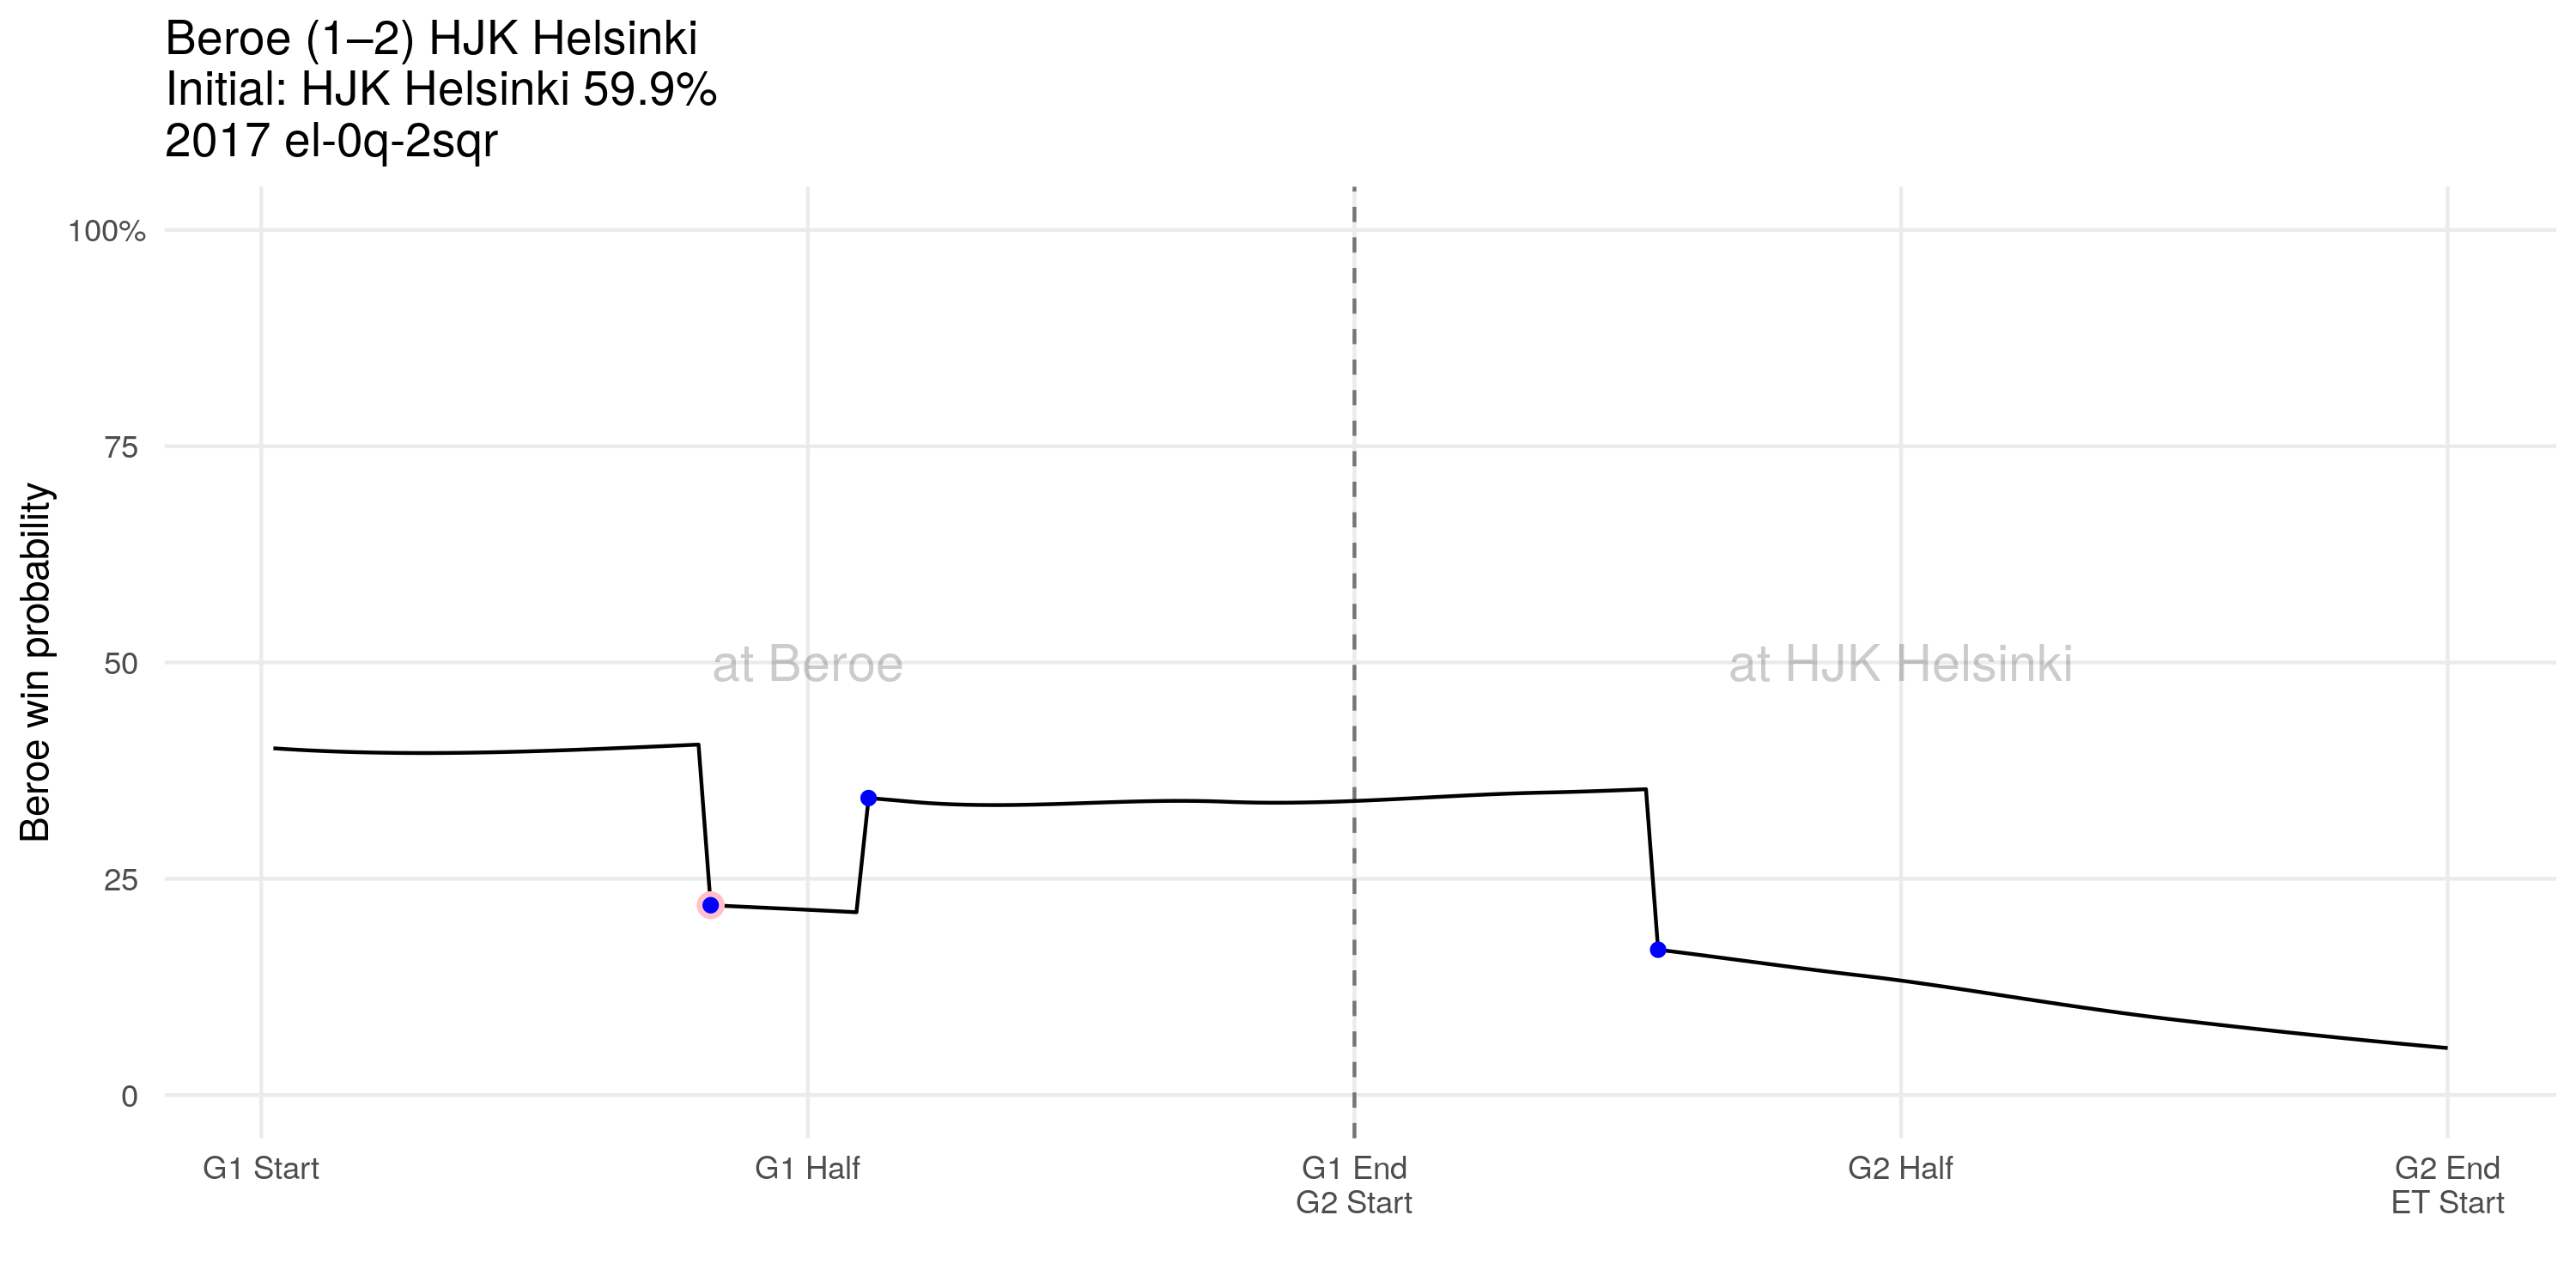 Beroe (1–2) HJK Helsinki
Initial: HJK Helsinki 59.9%
2017 el-0q-2sqr
Beroe win probability
100%
75
50
25
0
at Beroe
at HJK Helsinki
G1 Start
G1 Half
G1 End
G2 Start
G2 Half
G2 End
ET Start